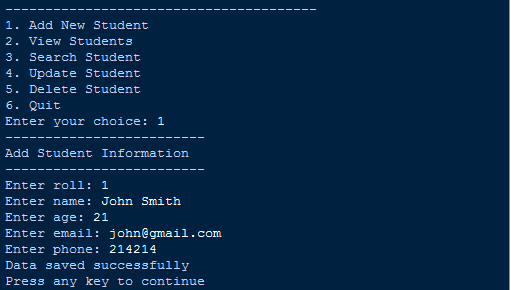 ---------------------------------------
1. Add New Student
2. View Students
3. Search Student
4. Update Student
5. Delete Student
6. Quit
Enter your choice: 1
-------------------------
Add Student Information
-------------------------
Enter roll: 1
Enter name: John Smith
Enter age: 21
Enter email: john@gmail.com
Enter phone: 214214
Data saved successfully
Press any key to continue